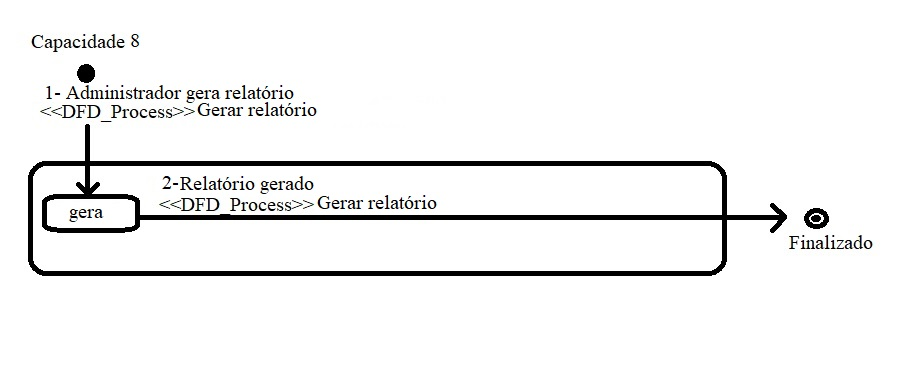 Capacidade 8
1- Administrador gera relatório
<<DFD_Process>> Gerar relatório
2-Relatório gerado
<<DFD_Process>> Gerar relatório
gera
Finalizado